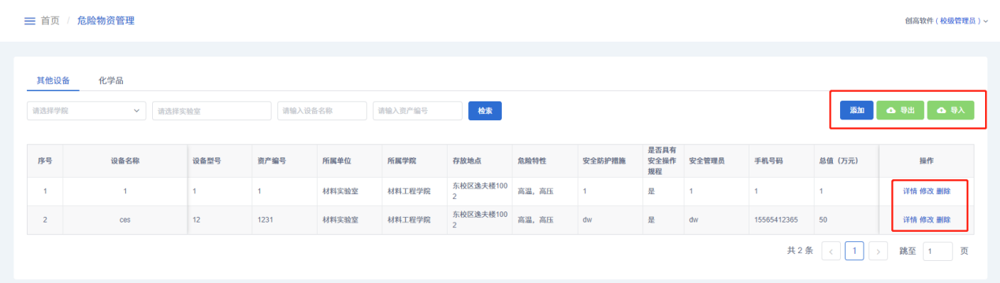 首页 / 危险物资管理
创高软件 ( 校级管理员 )
其他设备 化学品
请选择学院 请选择实验室 请输入设备名称 请输入资产编号 检索 添加 导出 导入
序号 设备名称 设备型号 资产编号 所属单位 所属学院 存放地点 危险特性 安全防护措施 是否具有安全操作规程 安全管理员 手机号码 总值（万元） 操作
1 1 1 1 材料实验室 材料工程学院 东校区逸夫楼1002 高温，高压 1 是 1 1 1 详情 修改 删除
2 ces 12 1231 材料实验室 材料工程学院 东校区逸夫楼1002 高温，高压 dw 是 dw 15565412365 50 详情 修改 删除
共 2 条 < 1 > 跳至 1 页